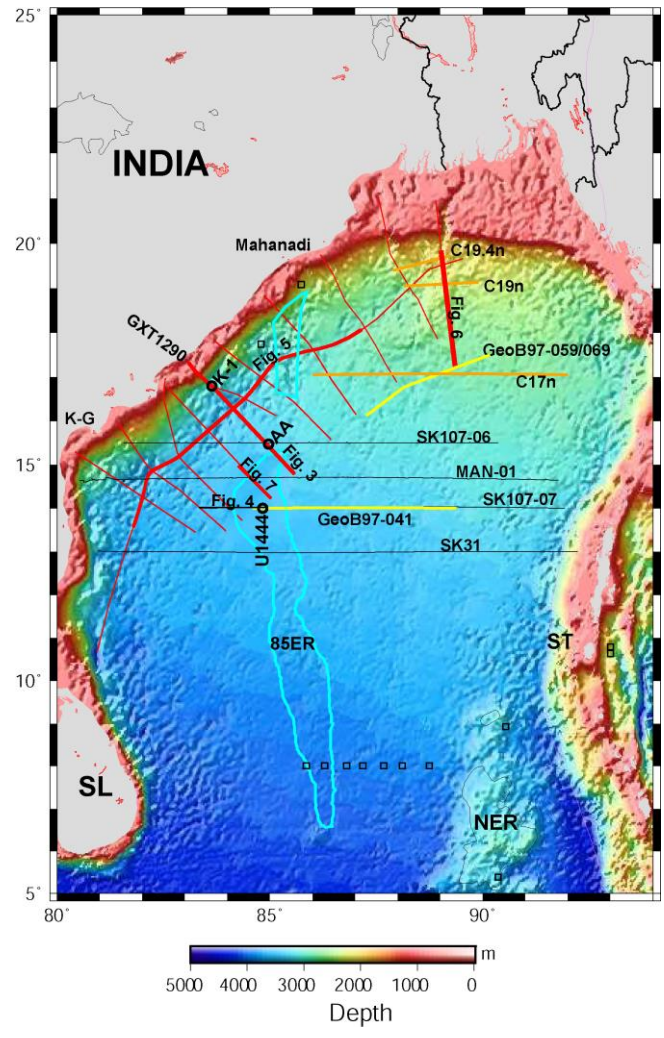 25°
INDIA
20°
Mahanadi
C19.4n
C19n
GXT1290
Fig. 5
Fig. 6
GeoB97-059/069
K-1
C17n
K-G
AA
SK107-06
15°
Fig. 3
MAN-01
Fig. 7
SK107-07
Fig. 4
U1444
GeoB97-041
SK31
85ER
ST
10°
SL
NER
5°
80°
85°
90°
m
5000 4000 3000 2000 1000 0
Depth